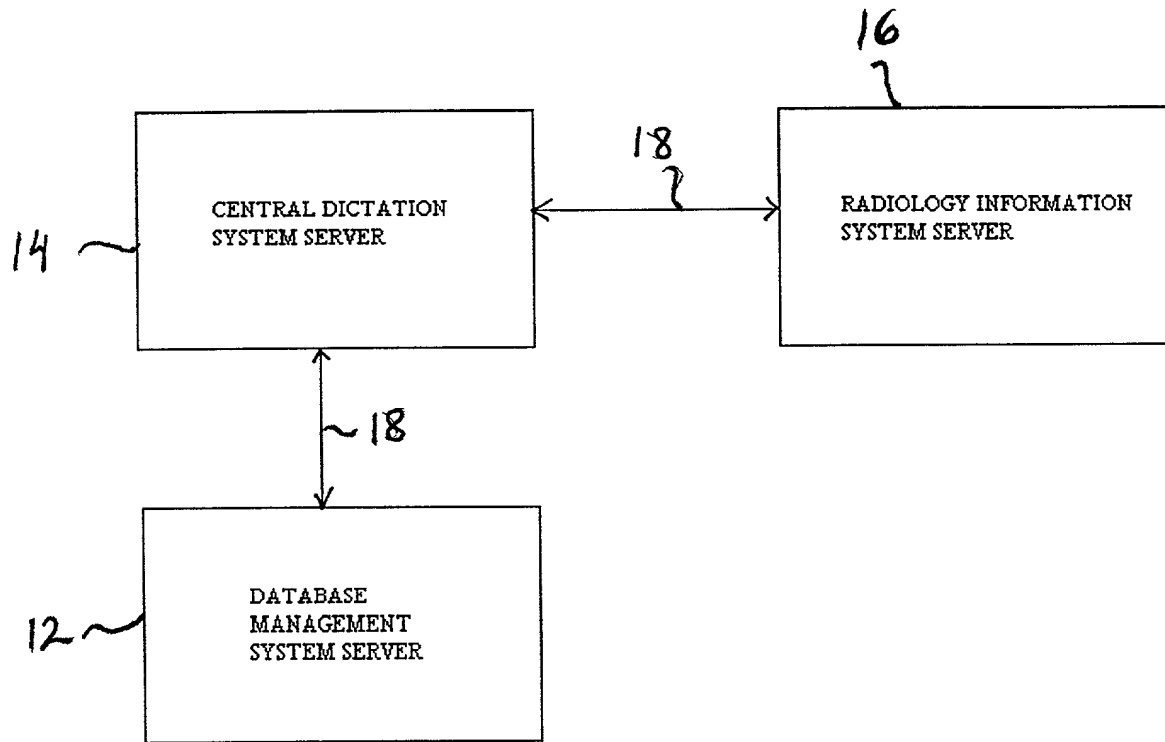 16
18
CENTRAL DICTATION
SYSTEM SERVER
RADIOLOGY INFORMATION
SYSTEM SERVER
14
18
DATABASE
MANAGEMENT
SYSTEM SERVER
12